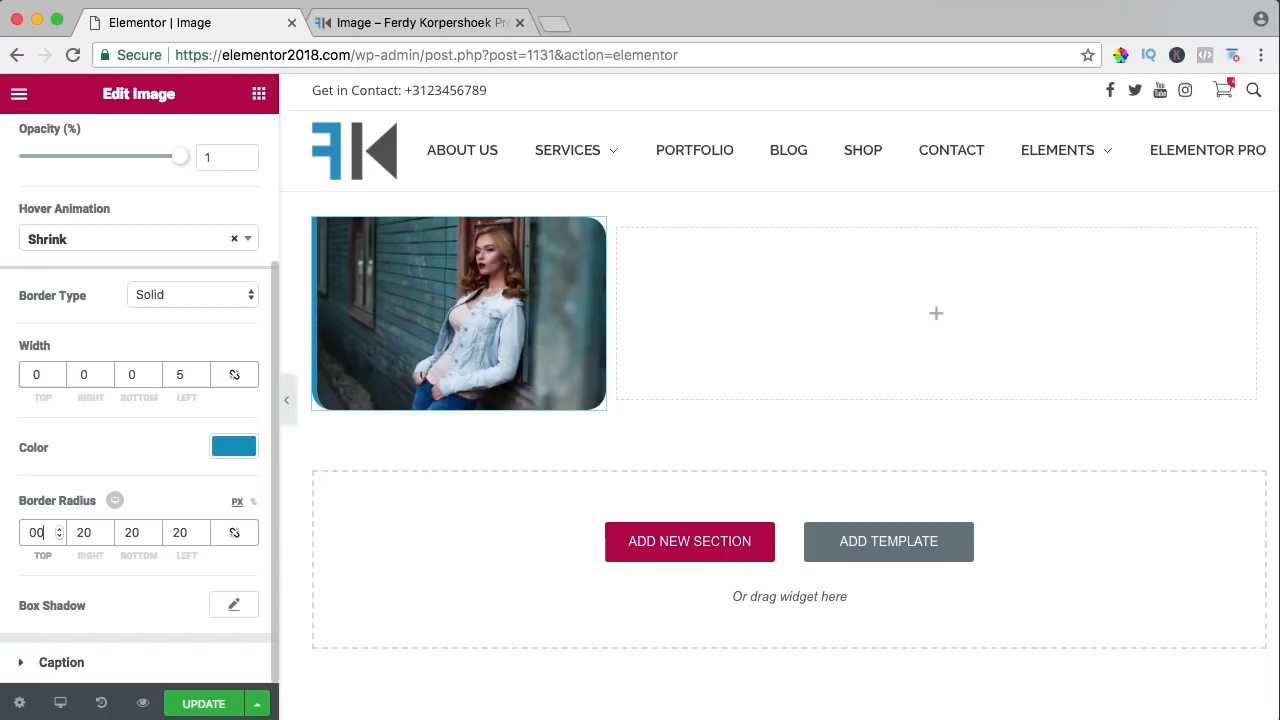 Elementor | Image
Image – Ferdy Korpershoek Pr
Secure
https://elementor2018.com/wp-admin/post.php?post=1131&action=elementor
Edit Image
Opacity (%)
1
Hover Animation
Shrink
Border Type
Solid
Width
0 0 0 5
TOP RIGHT BOTTOM LEFT
Color
Border Radius
PX %
00 20 20 20
TOP RIGHT BOTTOM LEFT
Box Shadow
Caption
UPDATE
Get in Contact: +3123456789
FK
ABOUT US SERVICES PORTFOLIO BLOG SHOP CONTACT ELEMENTS ELEMENTOR PRO
ADD NEW SECTION
ADD TEMPLATE
Or drag widget here